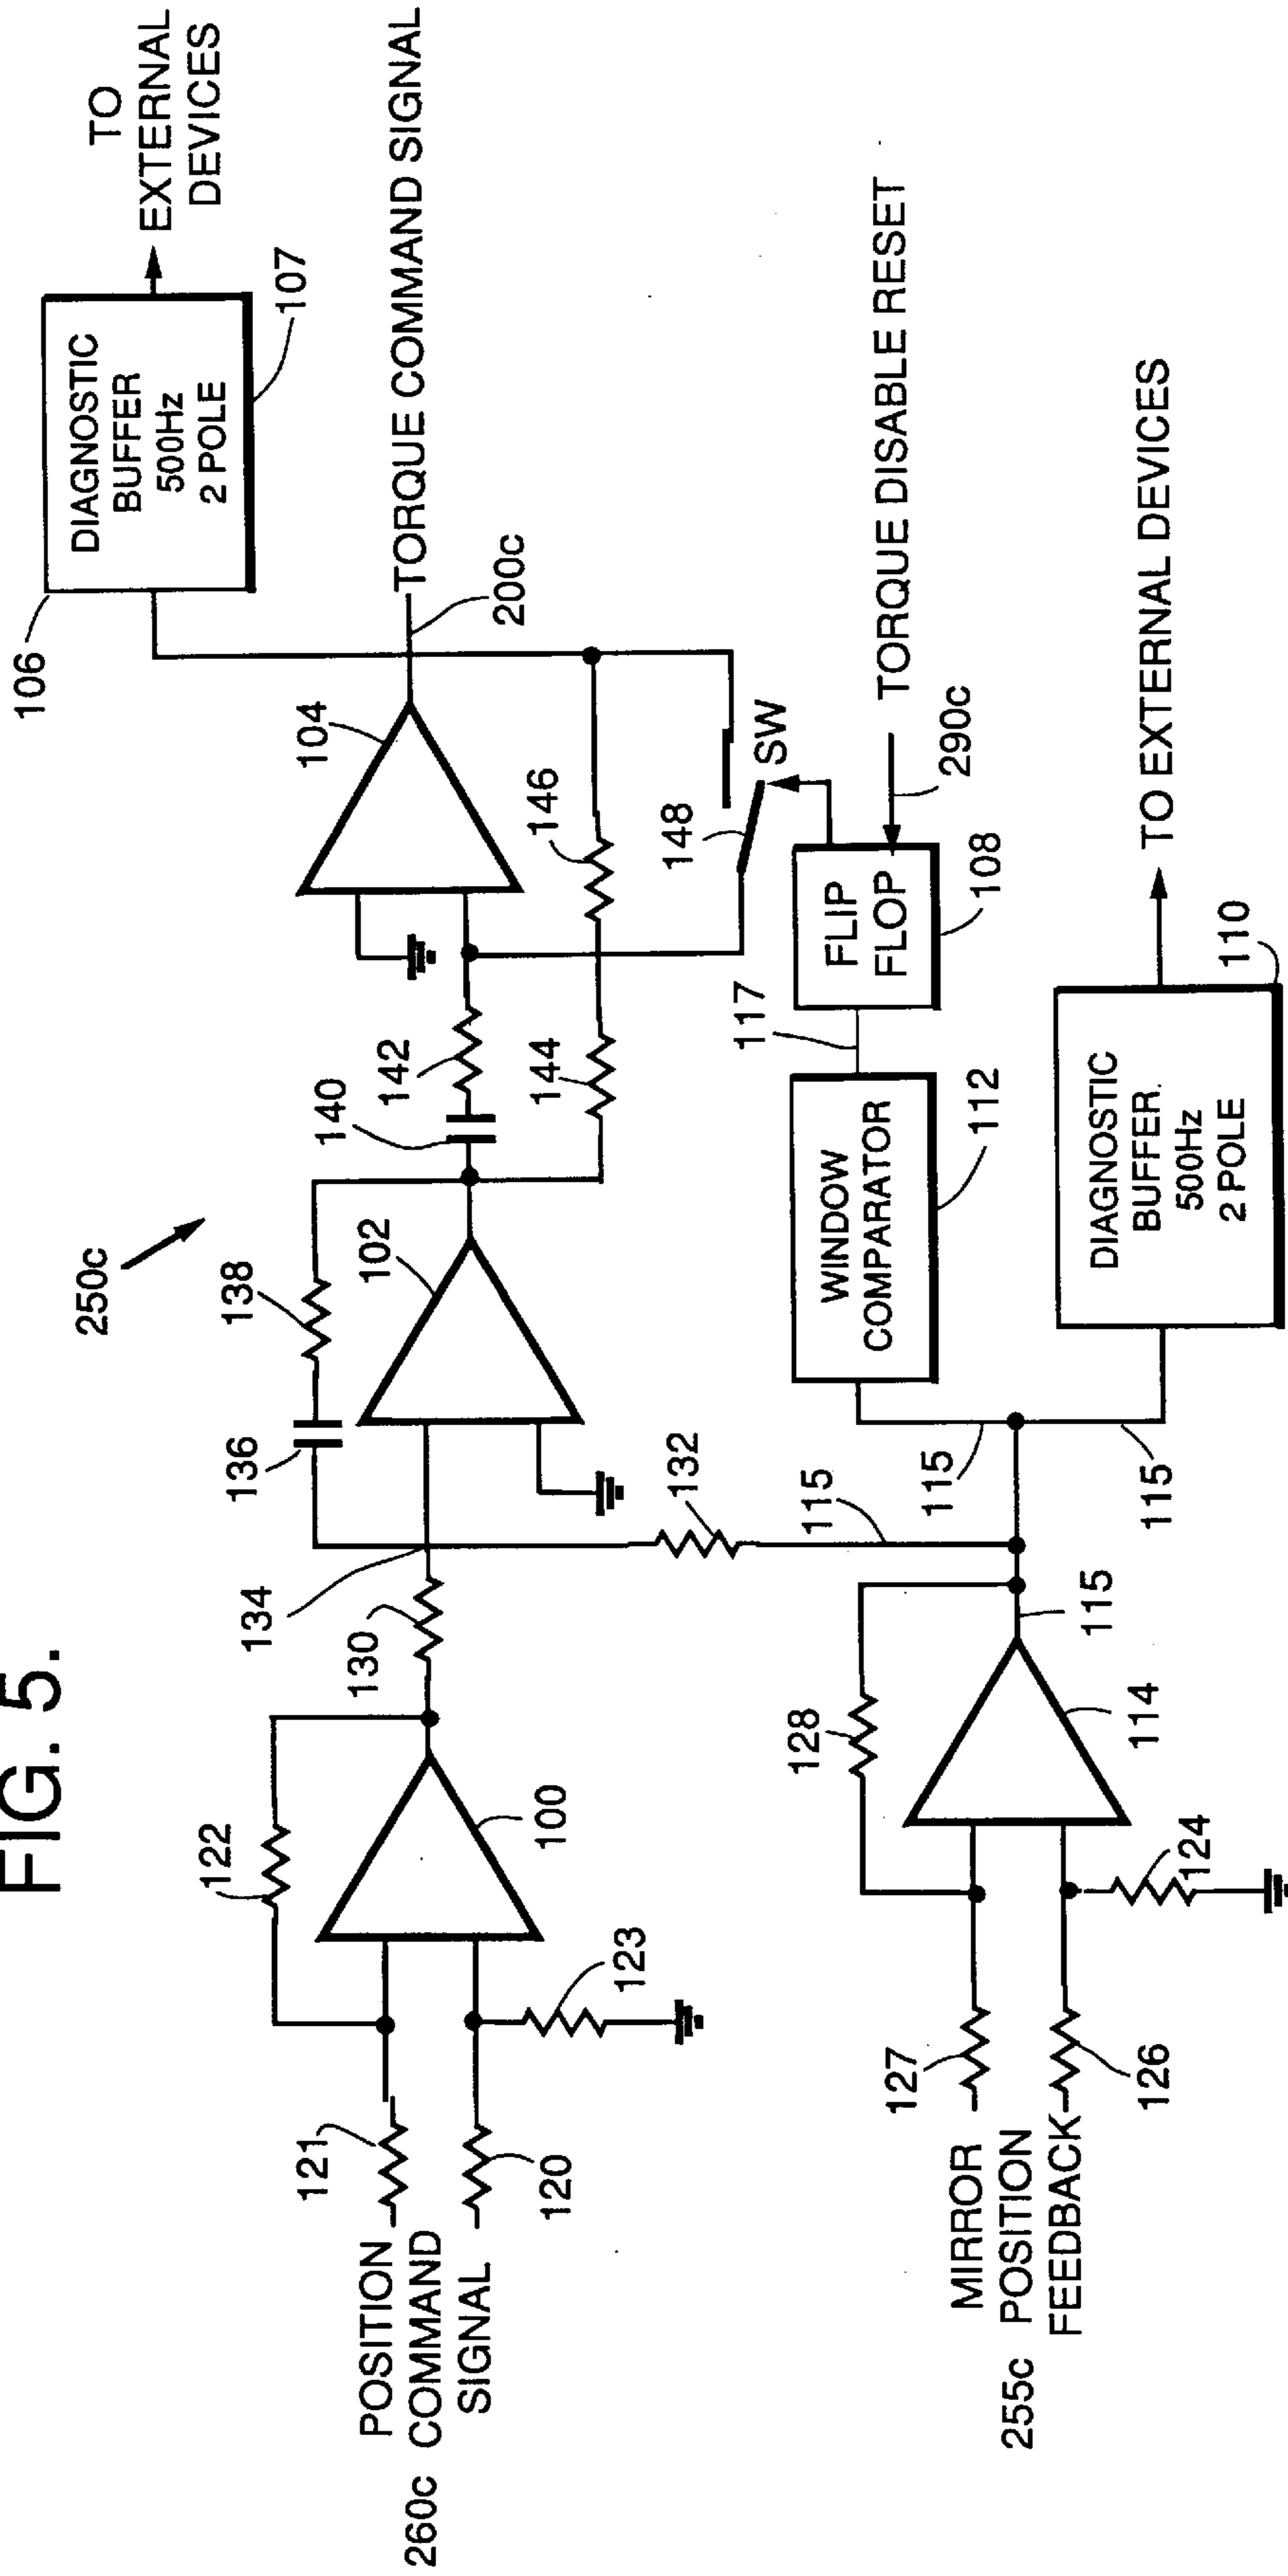 FIG. 5.
250c
106
DIAGNOSTIC
BUFFER
500Hz
2 POLE
107
TO
EXTERNAL
DEVICES
122
100
121
120
123
POSITION
260c COMMAND
SIGNAL
134
130
136
138
102
140
142
144
146
104
200c
TORQUE COMMAND SIGNAL
148
SW
132
115
117
FLIP
FLOP
108
290c
TORQUE DISABLE RESET
WINDOW
COMPARATOR
112
115
115
115
DIAGNOSTIC
BUFFER.
500Hz
2 POLE
110
TO EXTERNAL DEVICES
128
114
127
126
124
MIRROR
255c POSITION
FEEDBACK